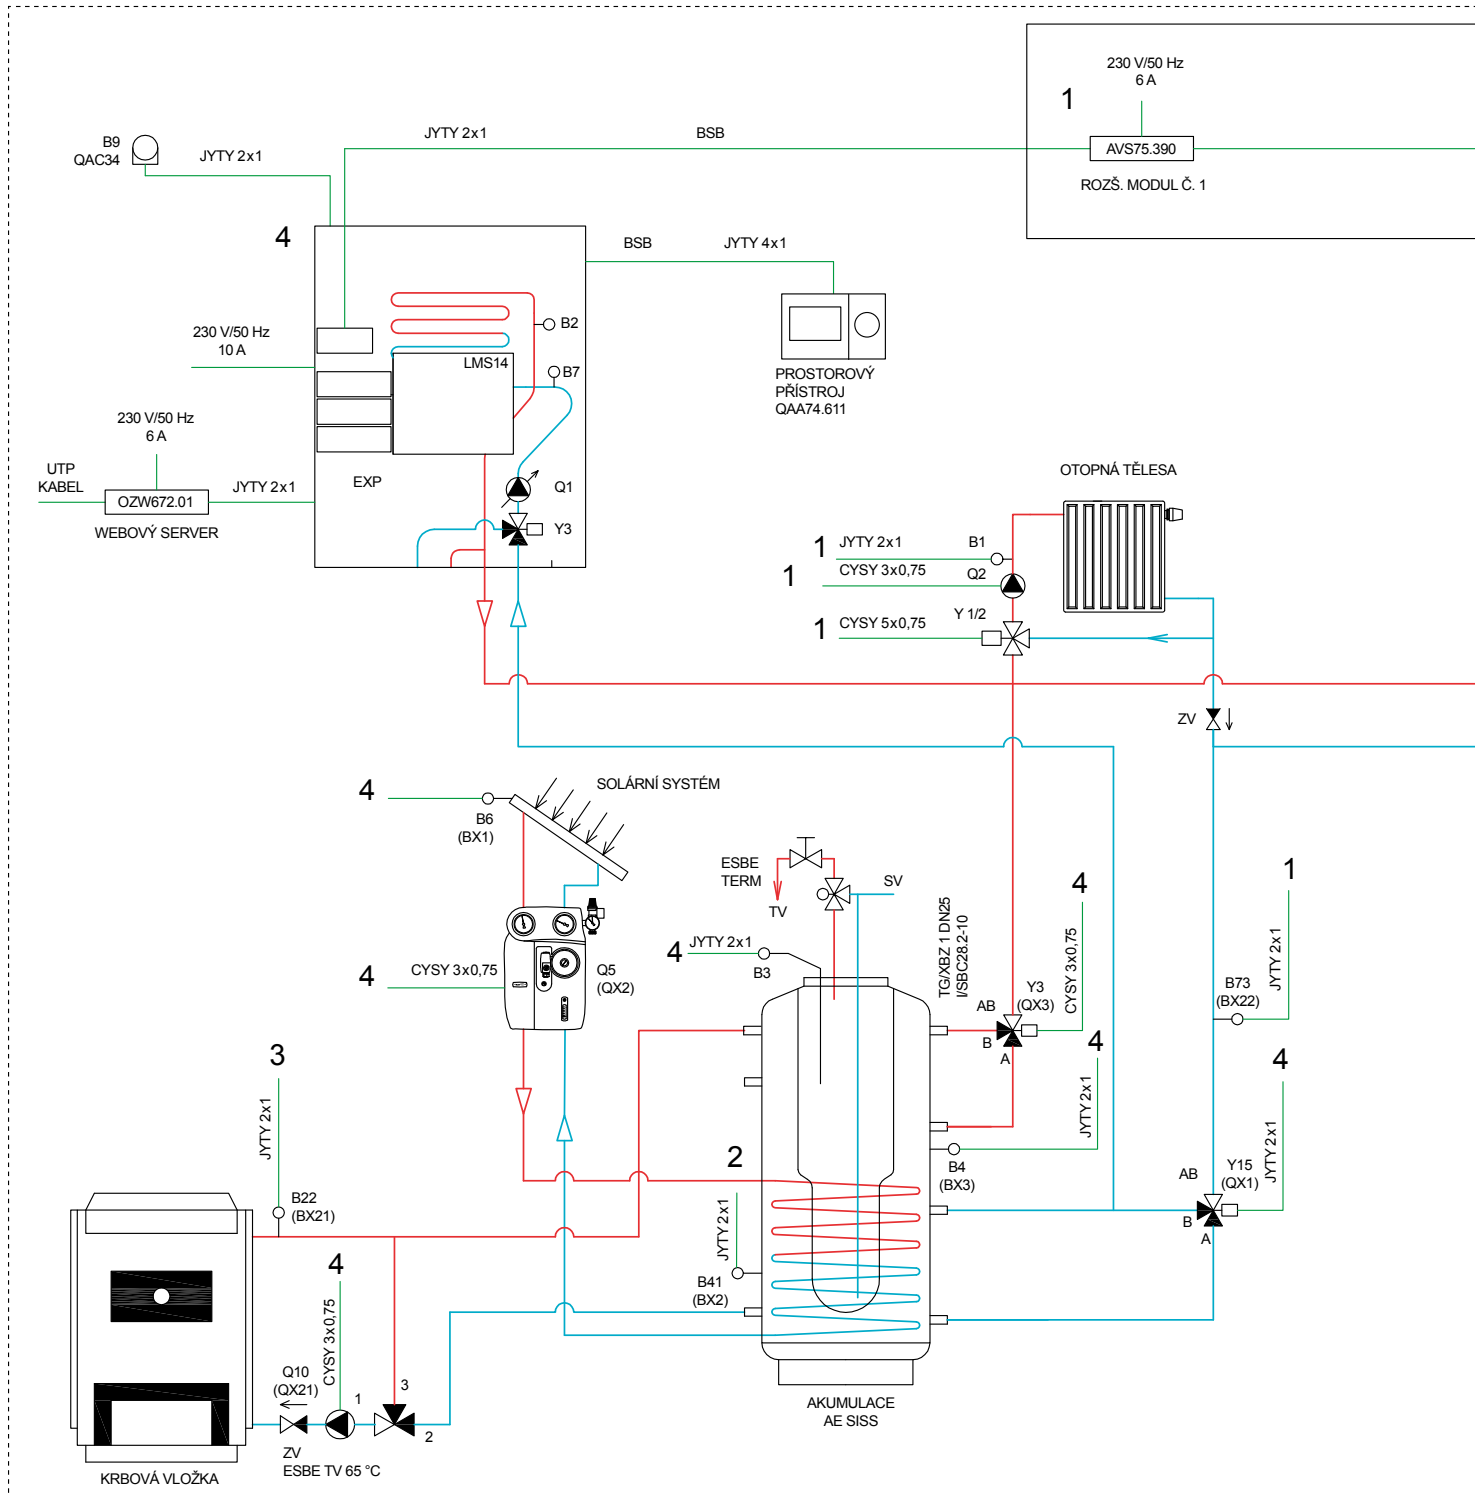 230 V/50 Hz
6 A
1
AVS75.390
ROZŠ. MODUL Č. 1
JYTY 2x1
BSB
B9
QAC34
JYTY 2x1
4
BSB
JYTY 4x1
B2
230 V/50 Hz
10 A
LMS14
B7
PROSTOROVÝ
PŘÍSTROJ
QAA74.611
230 V/50 Hz
6 A
UTP
KABEL
OZW672.01
JYTY 2x1
WEBOVÝ SERVER
EXP
Q1
Y3
OTOPNÁ TĚLESA
1
JYTY 2x1
B1
1
CYSY 3x0,75
Q2
1
CYSY 5x0,75
Y 1/2
ZV
SOLÁRNÍ SYSTÉM
4
B6
(BX1)
ESBE
TERM
TV
SV
4
1
TG/XBZ 1 DN25
I/SBC28.2-10
CYSY 3x0,75
JYTY 2x1
4
JYTY 2x1
B3
4
CYSY 3x0,75
Q5
(QX2)
Y3
(QX3)
AB
B
A
B73
(BX22)
3
4
4
JYTY 2x1
JYTY 2x1
JYTY 2x1
2
B4
(BX3)
AB
Y15
(QX1)
B
A
B22
(BX21)
JYTY 2x1
4
B41
(BX2)
CYSY 3x0,75
Q10
(QX21)
1
3
2
ZV
ESBE TV 65 °C
AKUMULACE
AE SISS
KRBOVÁ VLOŽKA